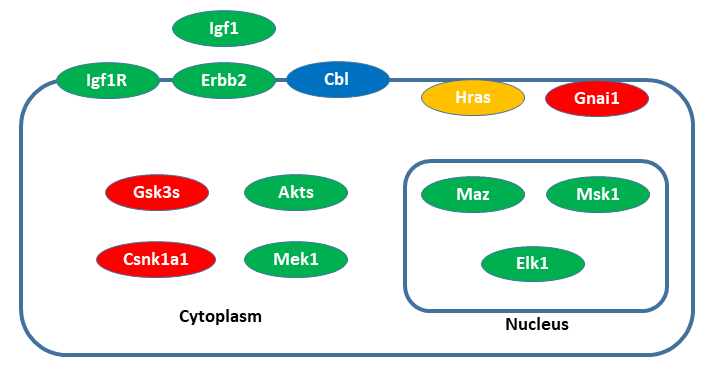 Igf1
Igf1R
Erbb2
Cbl
Hras
Gnai1
Gsk3s
Akts
Maz
Msk1
Csnk1a1
Mek1
Elk1
Cytoplasm
Nucleus